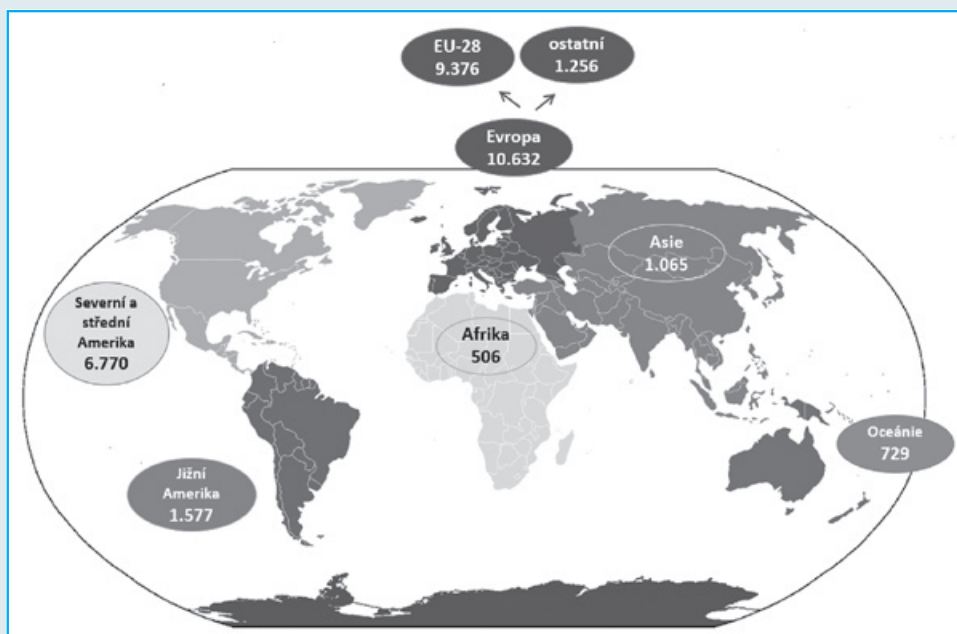 EU-28
9.376
ostatní
1.256
Evropa
10.632
Asie
1.065
Severní a
střední
Amerika
6.770
Afrika
506
Oceánie
729
Jižní
Amerika
1.577